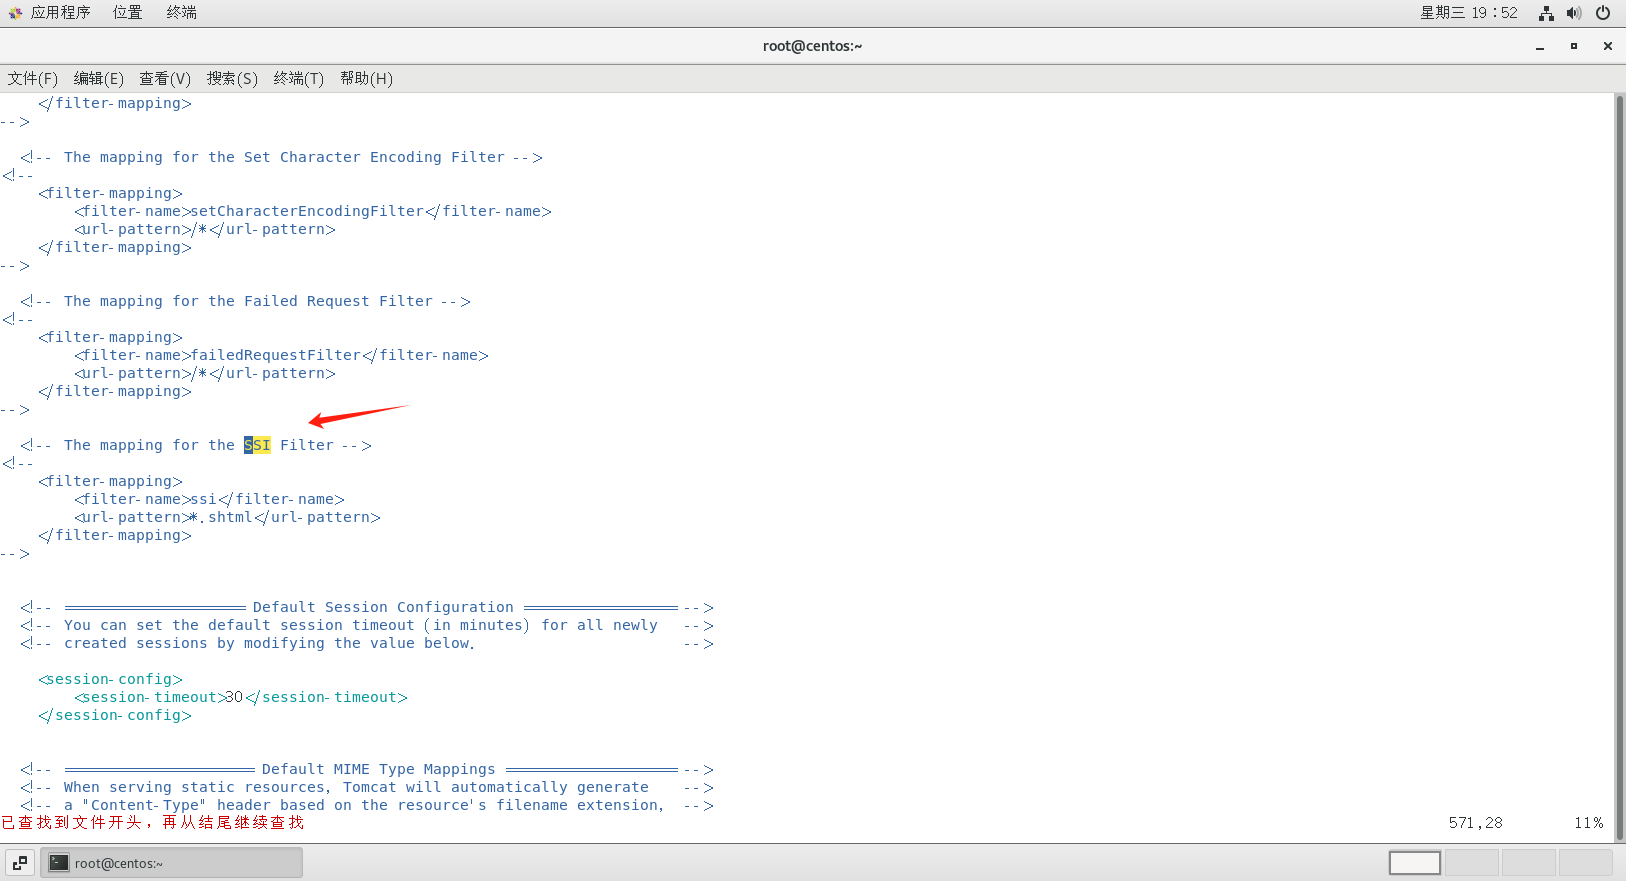 应用程序 位置 终端 星期三 19:52
root@centos:~
文件(F) 编辑(E) 查看(V) 搜索(S) 终端(T) 帮助(H)
</filter-mapping>
-->
<!-- The mapping for the Set Character Encoding Filter -->
<!--
<filter-mapping>
<filter-name>setCharacterEncodingFilter</filter-name>
<url-pattern>/*</url-pattern>
</filter-mapping>
-->
<!-- The mapping for the Failed Request Filter -->
<!--
<filter-mapping>
<filter-name>failedRequestFilter</filter-name>
<url-pattern>/*</url-pattern>
</filter-mapping>
-->
<!-- The mapping for the SSI Filter -->
<!--
<filter-mapping>
<filter-name>ssi</filter-name>
<url-pattern>*.shtml</url-pattern>
</filter-mapping>
-->
<!-- ==================== Default Session Configuration ================= -->
<!-- You can set the default session timeout (in minutes) for all newly -->
<!-- created sessions by modifying the value below. -->
<session-config>
<session-timeout>30</session-timeout>
</session-config>
<!-- ===================== Default MIME Type Mappings =================== -->
<!-- When serving static resources, Tomcat will automatically generate -->
<!-- a "Content-Type" header based on the resource's filename extension, -->
已查找到文件开头，再从结尾继续查找 571,28 11%
root@centos:~